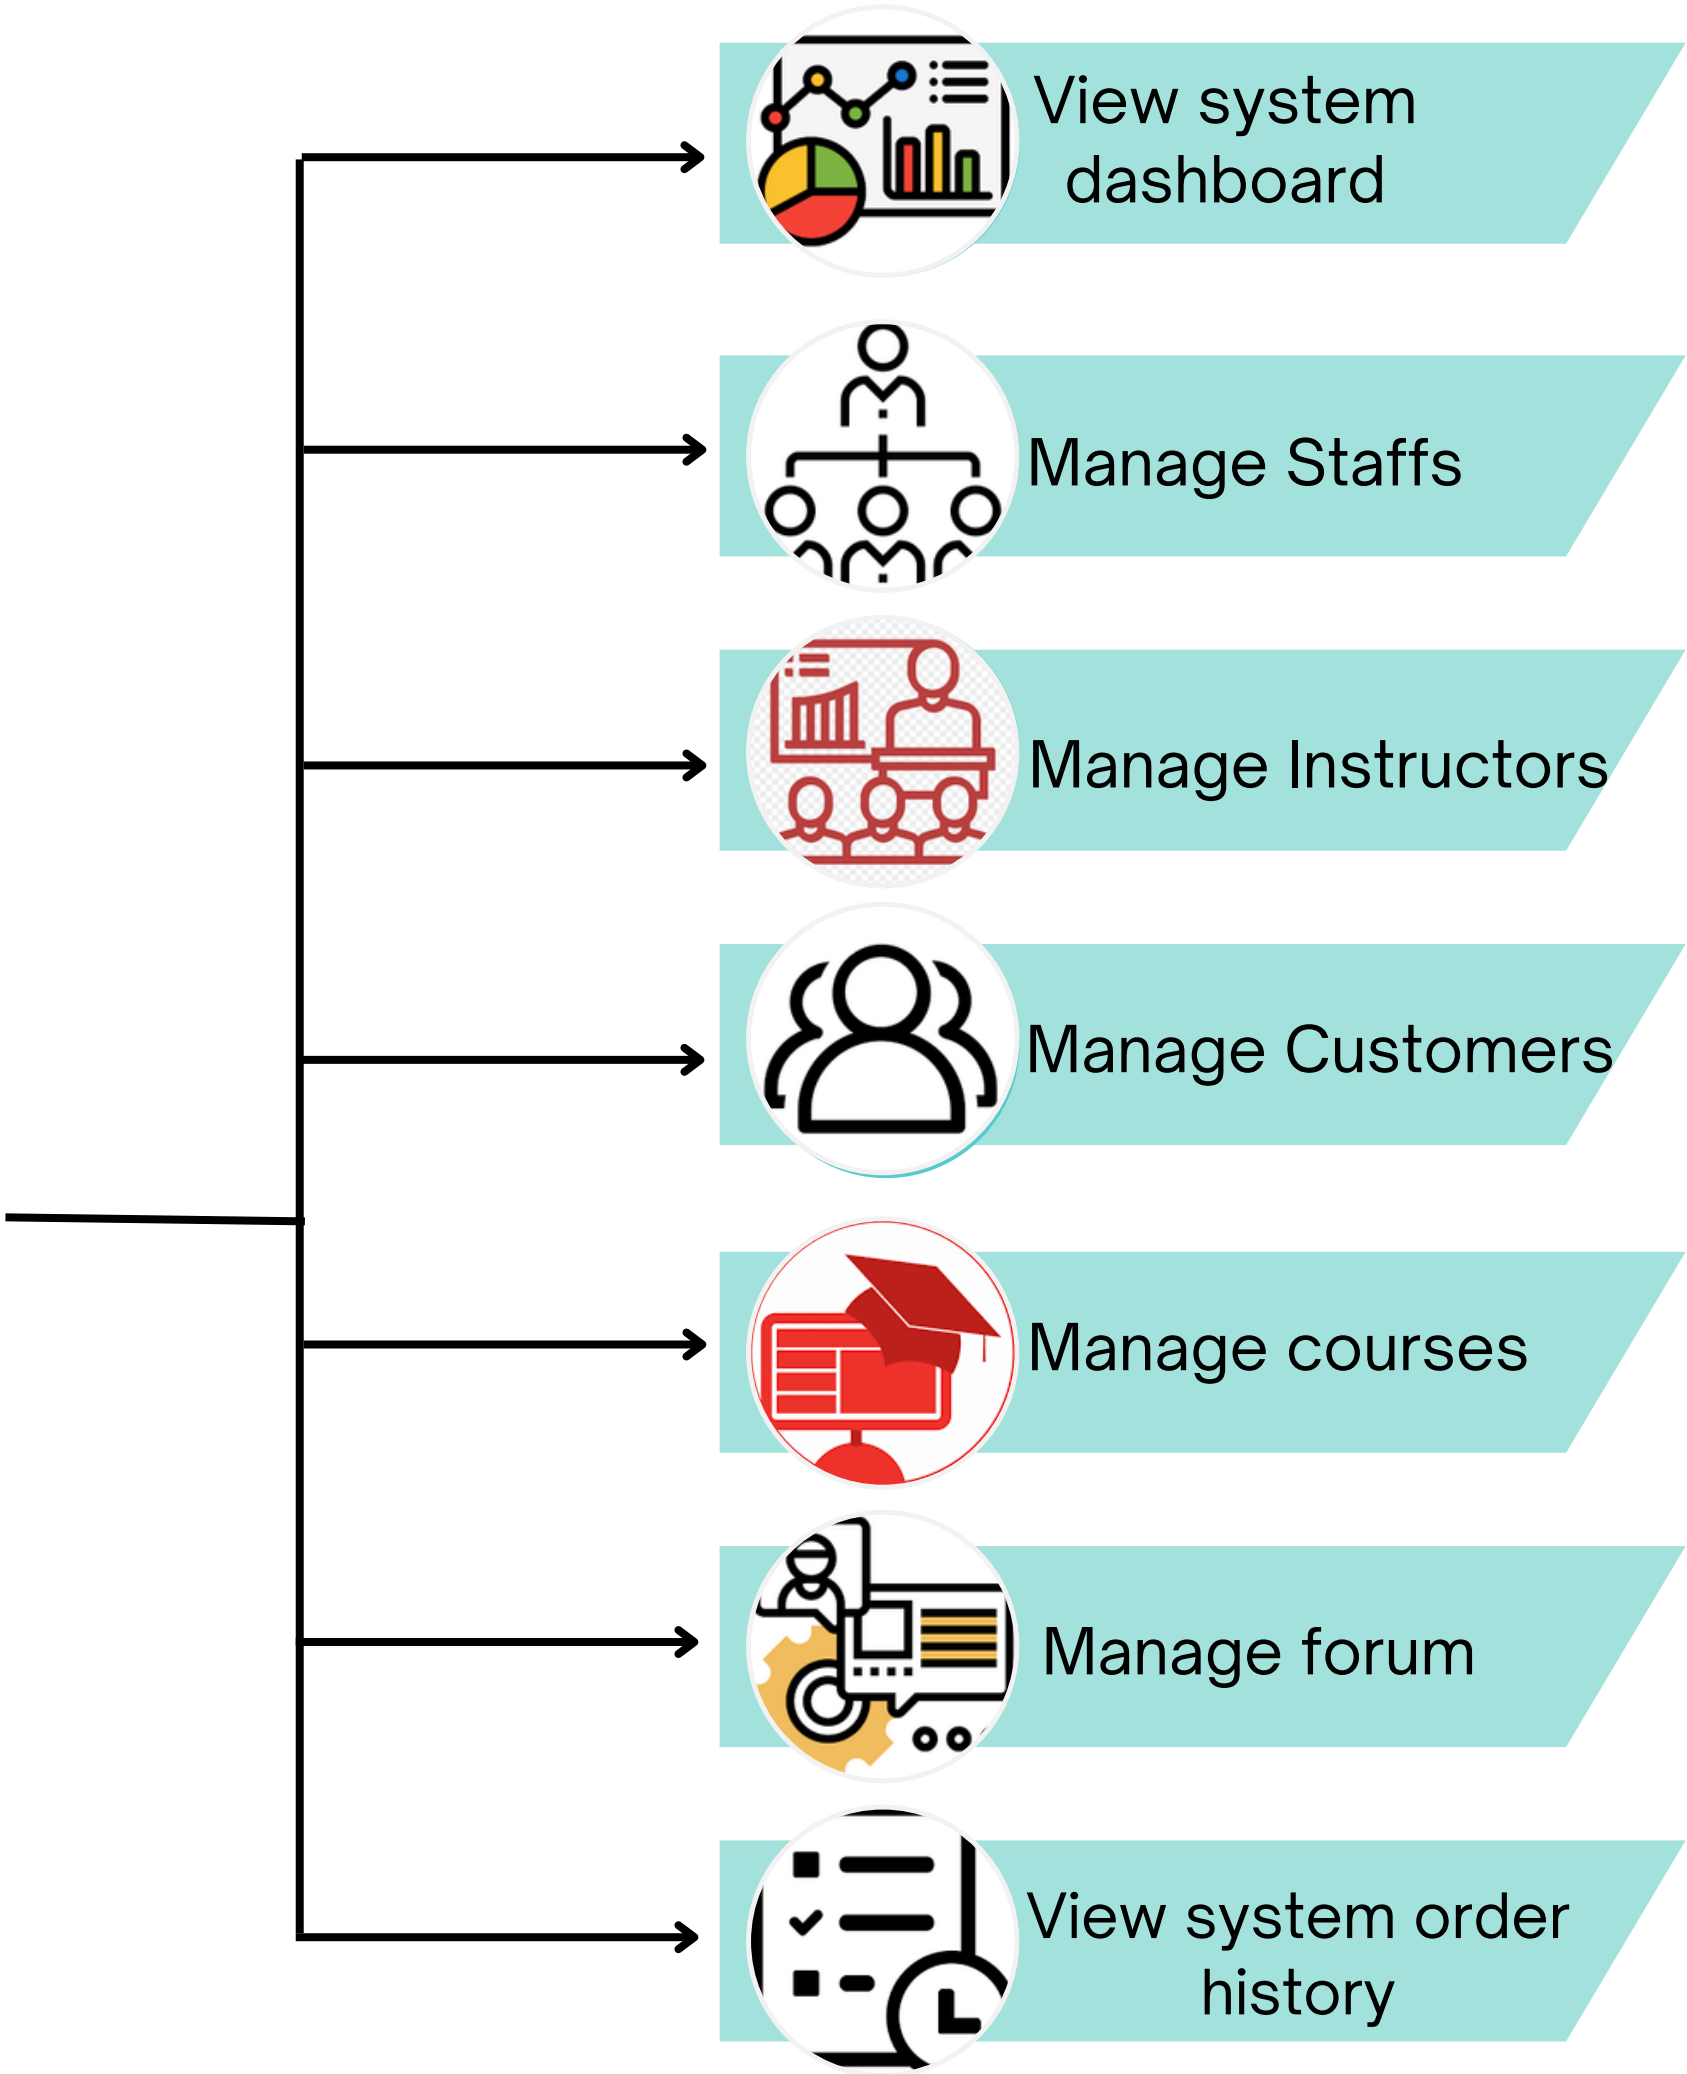 View system
dashboard
Manage Staffs
Manage Instructors
Manage Customers
Manage courses
Manage forum
View system order
history